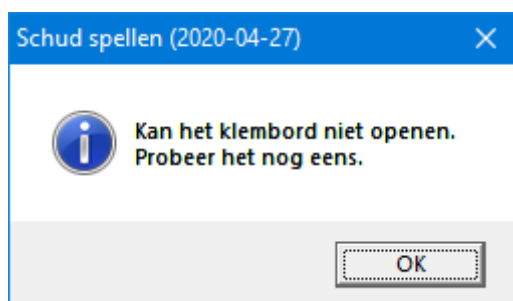 Schud spellen (2020-04-27)
Kan het klembord niet openen.
Probeer het nog eens.
OK